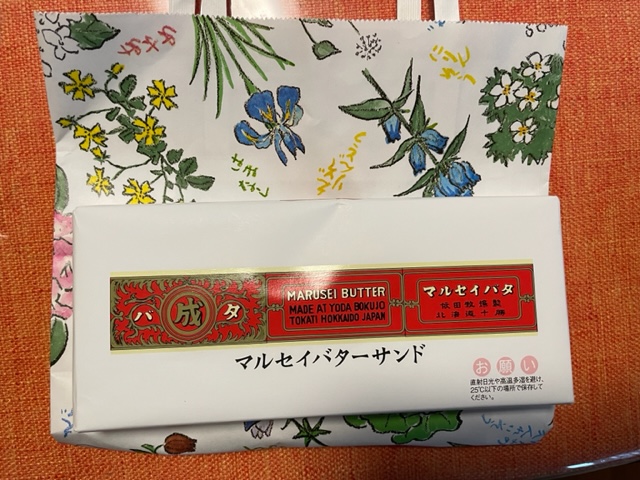 バ 成 タ
MARUSEI BUTTER
MADE AT YODA BOKUJO
TOKATI HOKKAIDO JAPAN
マルセイバタ
依田牧場製
北海道十勝
マルセイバターサンド
お願い
直射日光や高温多湿を避け、
25℃以下の場所で保存して
ください。